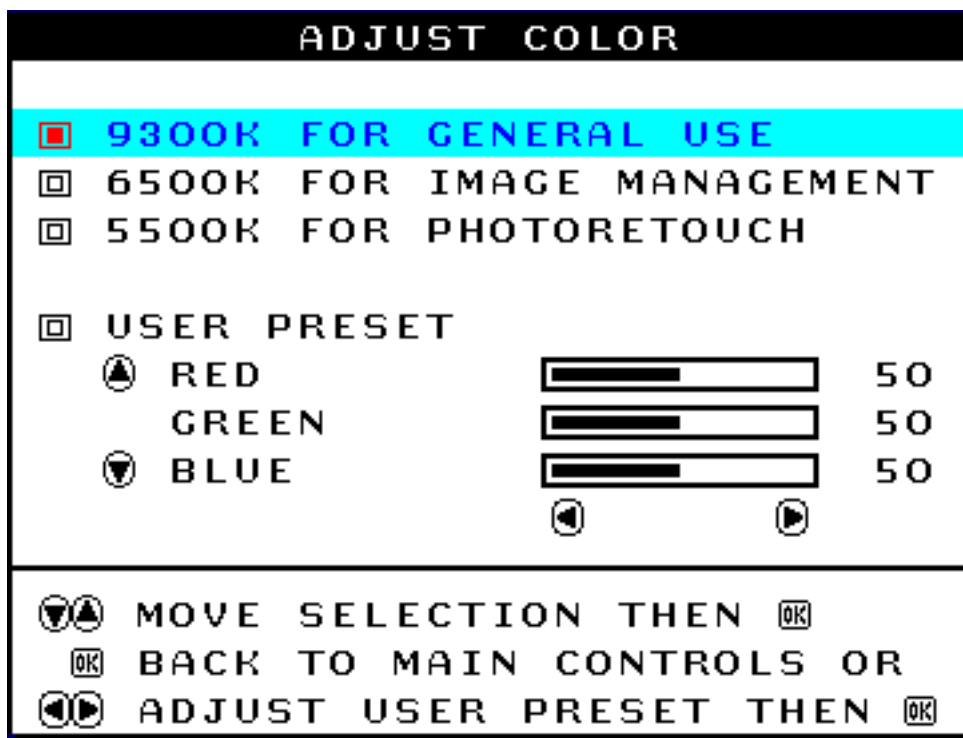 ADJUST COLOR
9300K FOR GENERAL USE
6500K FOR IMAGE MANAGEMENT
5500K FOR PHOTORETOUCH
USER PRESET
RED 50
GREEN 50
BLUE 50
MOVE SELECTION THEN OK
OK BACK TO MAIN CONTROLS OR
ADJUST USER PRESET THEN OK